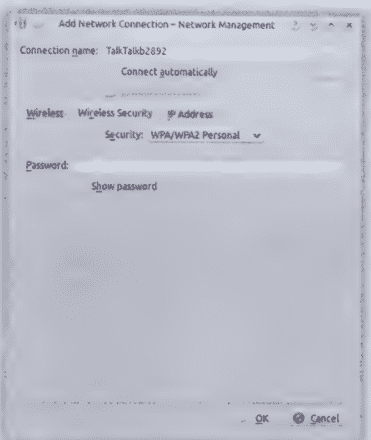 Add Network Connection – Network Management
Connection name: TalkTalkb2892
Connect automatically
Wireless Wireless Security IP Address
Security: WPA/WPA2 Personal
Password:
Show password
OK Cancel